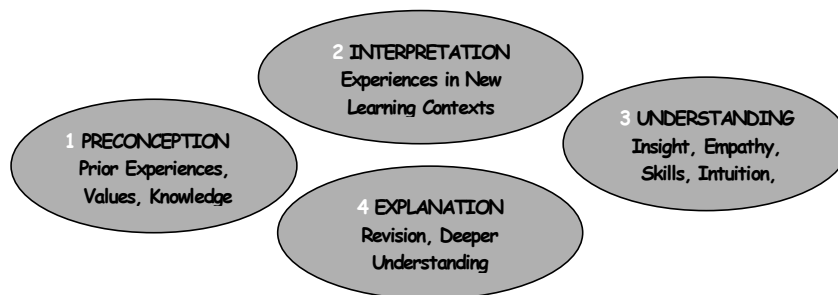 1 PRECONCEPTION
Prior Experiences,
Values, Knowledge
2 INTERPRETATION
Experiences in New
Learning Contexts
3 UNDERSTANDING
Insight, Empathy,
Skills, Intuition,
4 EXPLANATION
Revision, Deeper
Understanding